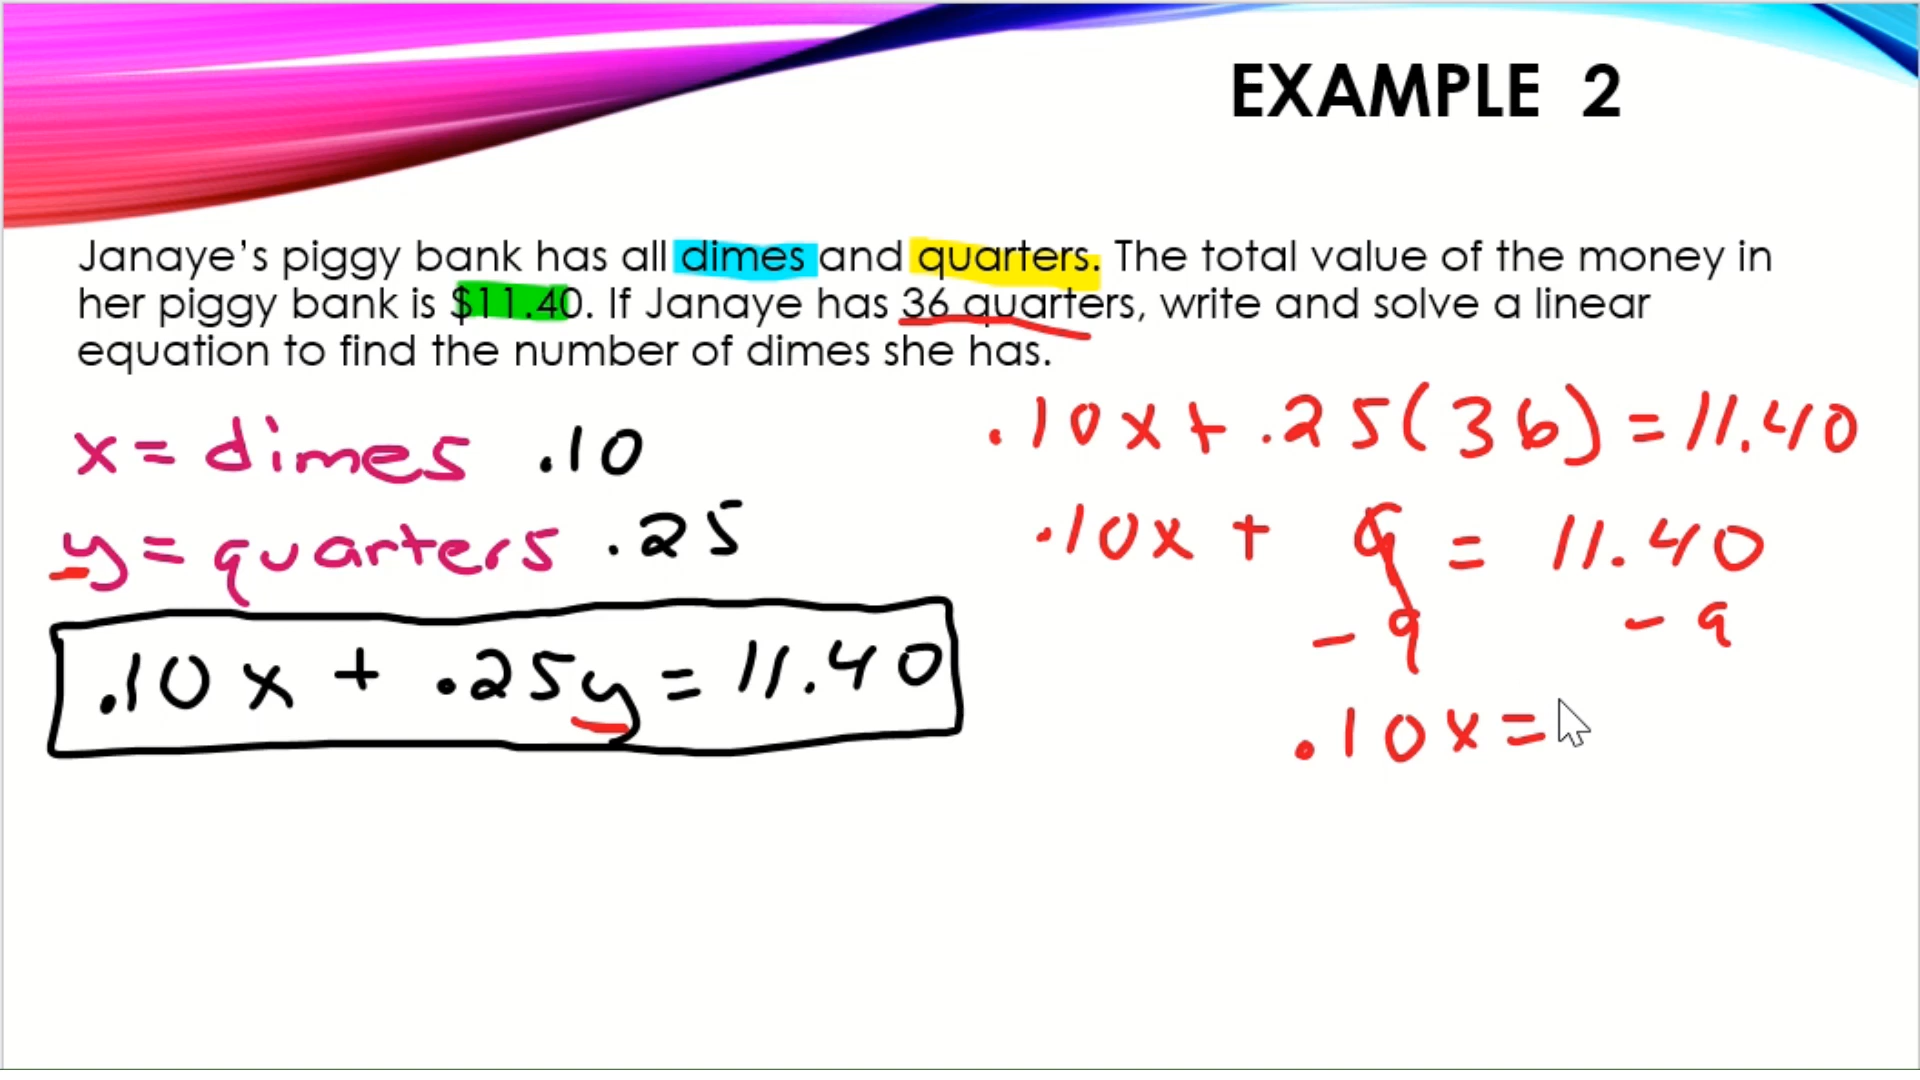 EXAMPLE 2
Janaye’s piggy bank has all dimes and quarters. The total value of the money in
her piggy bank is $11.40. If Janaye has 36 quarters, write and solve a linear
equation to find the number of dimes she has.
x = dimes .10
y = quarters .25
.10x + .25y = 11.40
.10x + .25(36) = 11.40
.10x + 9 = 11.40
- 9 - 9
.10x =